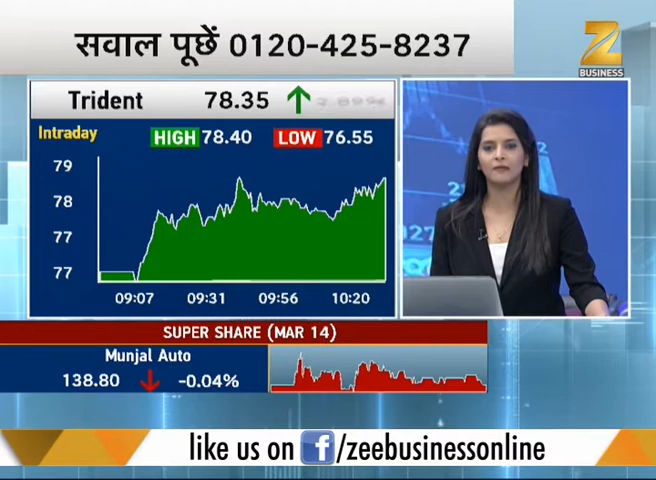 सवाल पूछें 0120-425-8237
Z
BUSINESS
Trident 78.35
Intraday HIGH 78.40 LOW 76.55
79
78
77
77
09:07 09:31 09:56 10:20
SUPER SHARE (MAR 14)
Munjal Auto
138.80 -0.04%
like us on f/zeebusinessonline